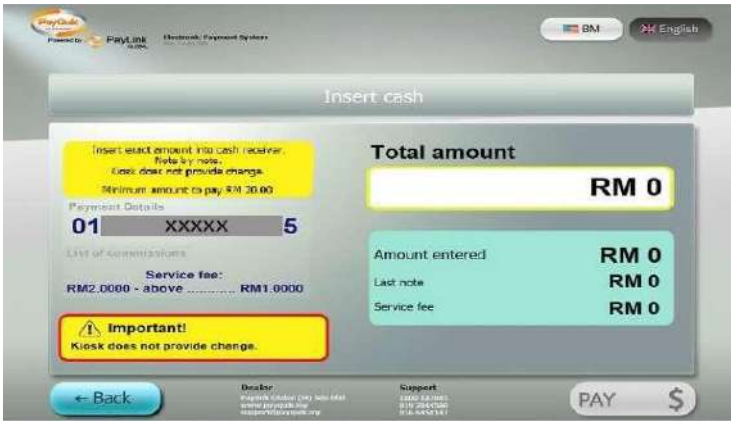 PayQuik
Powered by PayLink
GLOBAL
Electronic Payment System
BM
English
Insert cash
Insert exact amount into cash receiver.
Note by note.
Kiosk does not provide change.
Minimum amount to pay RM 20.00
Payment Details
01 XXXXX 5
List of commissions
Service fee:
RM2.0000 - above ........... RM1.0000
Important!
Kiosk does not provide change.
Total amount
RM 0
Amount entered RM 0
Last note RM 0
Service fee RM 0
← Back
Dealer
Support
PAY $